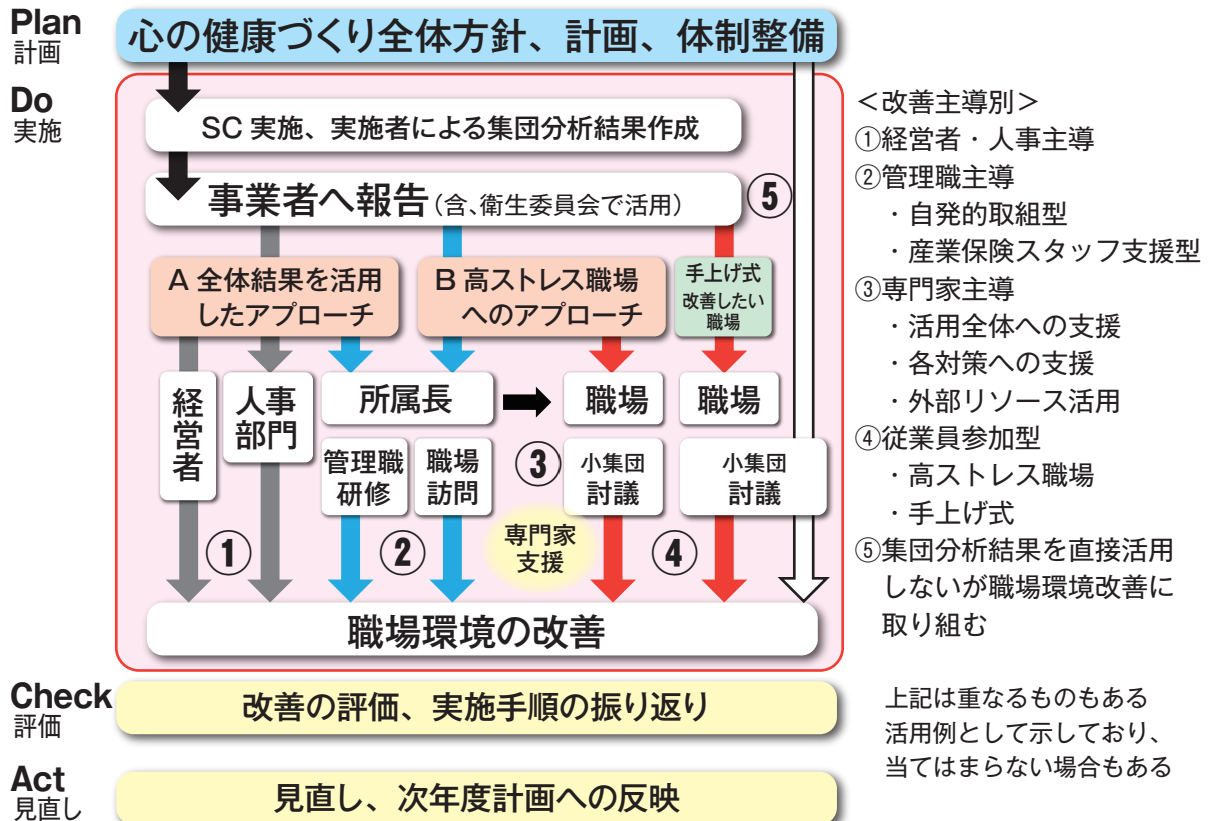 Plan
計画
心の健康づくり全体方針、計画、体制整備
Do
実施
SC 実施、実施者による集団分析結果作成
事業者へ報告（含、衛生委員会で活用）
⑤
A 全体結果を活用
したアプローチ
B 高ストレス職場
へのアプローチ
手上げ式
改善したい
職場
経営者
人事
部門
所属長
職場
職場
管理職
研修
職場
訪問
③
小集団
討議
小集団
討議
専門家
支援
①
②
④
職場環境の改善
＜改善主導別＞
①経営者・人事主導
②管理職主導
・自発的取組型
・産業保険スタッフ支援型
③専門家主導
・活用全体への支援
・各対策への支援
・外部リソース活用
④従業員参加型
・高ストレス職場
・手上げ式
⑤集団分析結果を直接活用
しないが職場環境改善に
取り組む
Check
評価
改善の評価、実施手順の振り返り
上記は重なるものもある
活用例として示しており、
当てはまらない場合もある
Act
見直し
見直し、次年度計画への反映